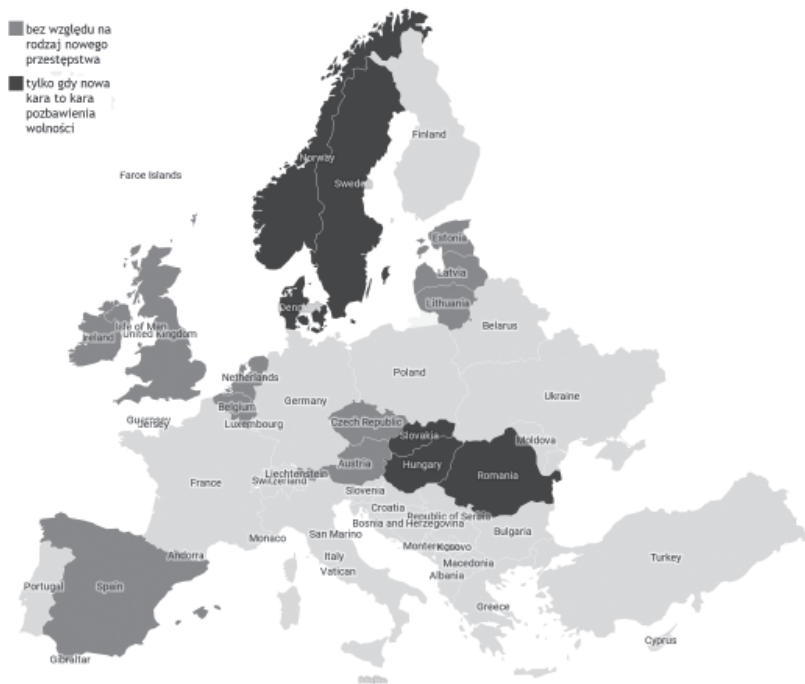 bez względu na
rodzaj nowego
przestępstwa
tylko gdy nowa
kara to kara
pozbawienia
wolności
Finland
Norway
Faroe Islands
Sweden
Estonia
Latvia
Denmark
Lithuania
Belarus
Isle of Man
Ireland
United Kingdom
Poland
Netherlands
Ukraine
Germany
Belgium
Guernsey
Jersey
Luxembourg
Czech Republic
Slovakia
Moldova
Austria
Hungary
Liechtenstein
Romania
France
Switzerland
Slovenia
Croatia
Republic of Serbia
Bosnia and Herzegovina
San Marino
Bulgaria
Monaco
Montenegro
Kosovo
Andorra
Italy
Turkey
Macedonia
Vatican
Albania
Portugal
Spain
Greece
Cyprus
Gibraltar
Malta